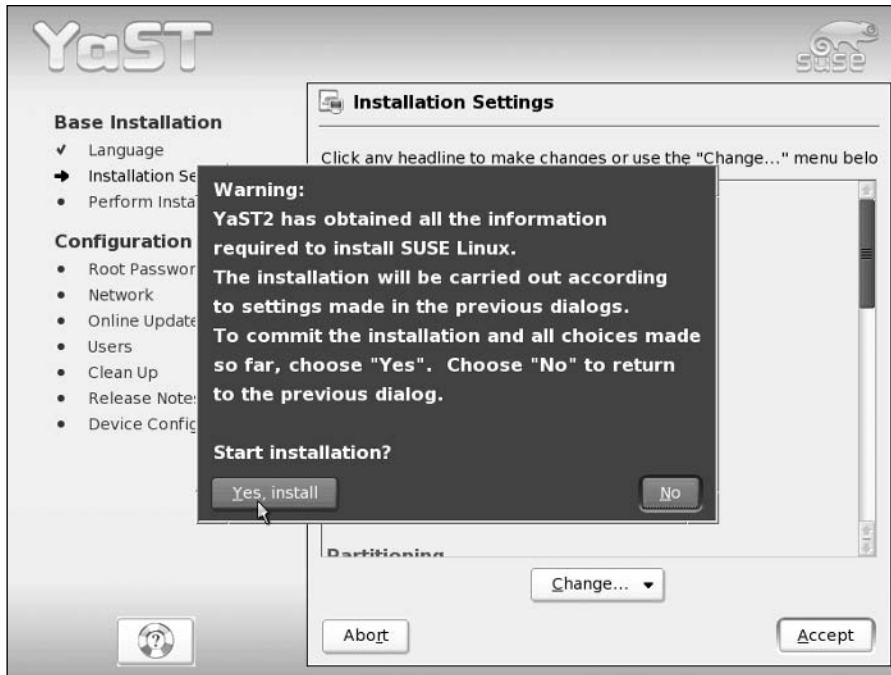 YaST
SUSE
Base Installation
Language
Installation Se
Perform Insta
Configuration
Root Passwor
Network
Online Update
Users
Clean Up
Release Note
Device Config
Installation Settings
Click any headline to make changes or use the "Change..." menu belo
Warning:
YaST2 has obtained all the information
required to install SUSE Linux.
The installation will be carried out according
to settings made in the previous dialogs.
To commit the installation and all choices made
so far, choose "Yes".  Choose "No" to return
to the previous dialog.
Start installation?
Yes, install
No
Partitioning
Change...
Abort
Accept